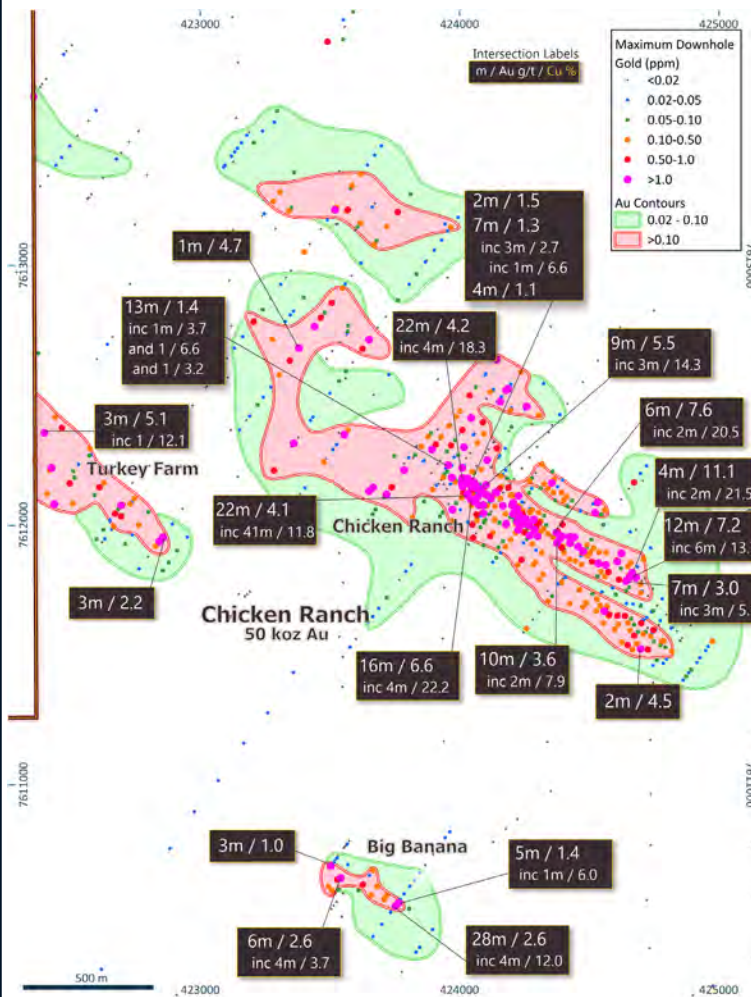 423000
424000
425000
Intersection Labels
m / Au g/t / Cu %
Maximum Downhole
Gold (ppm)
<0.02
0.02-0.05
0.05-0.10
0.10-0.50
0.50-1.0
>1.0
Au Contours
0.02 - 0.10
>0.10
7613000
7613000
2m / 1.5
7m / 1.3
inc 3m / 2.7
inc 1m / 6.6
4m / 1.1
1m / 4.7
13m / 1.4
inc 1m / 3.7
and 1 / 6.6
and 1 / 3.2
22m / 4.2
inc 4m / 18.3
9m / 5.5
inc 3m / 14.3
3m / 5.1
inc 1 / 12.1
6m / 7.6
inc 2m / 20.5
Turkey Farm
4m / 11.1
inc 2m / 21.5
22m / 4.1
inc 41m / 11.8
Chicken Ranch
12m / 7.2
inc 6m / 13.
7612000
7m / 3.0
inc 3m / 5.
3m / 2.2
Chicken Ranch
50 koz Au
16m / 6.6
inc 4m / 22.2
10m / 3.6
inc 2m / 7.9
2m / 4.5
7611000
7611000
3m / 1.0
Big Banana
5m / 1.4
inc 1m / 6.0
6m / 2.6
inc 4m / 3.7
28m / 2.6
inc 4m / 12.0
500 m
423000
424000
425000